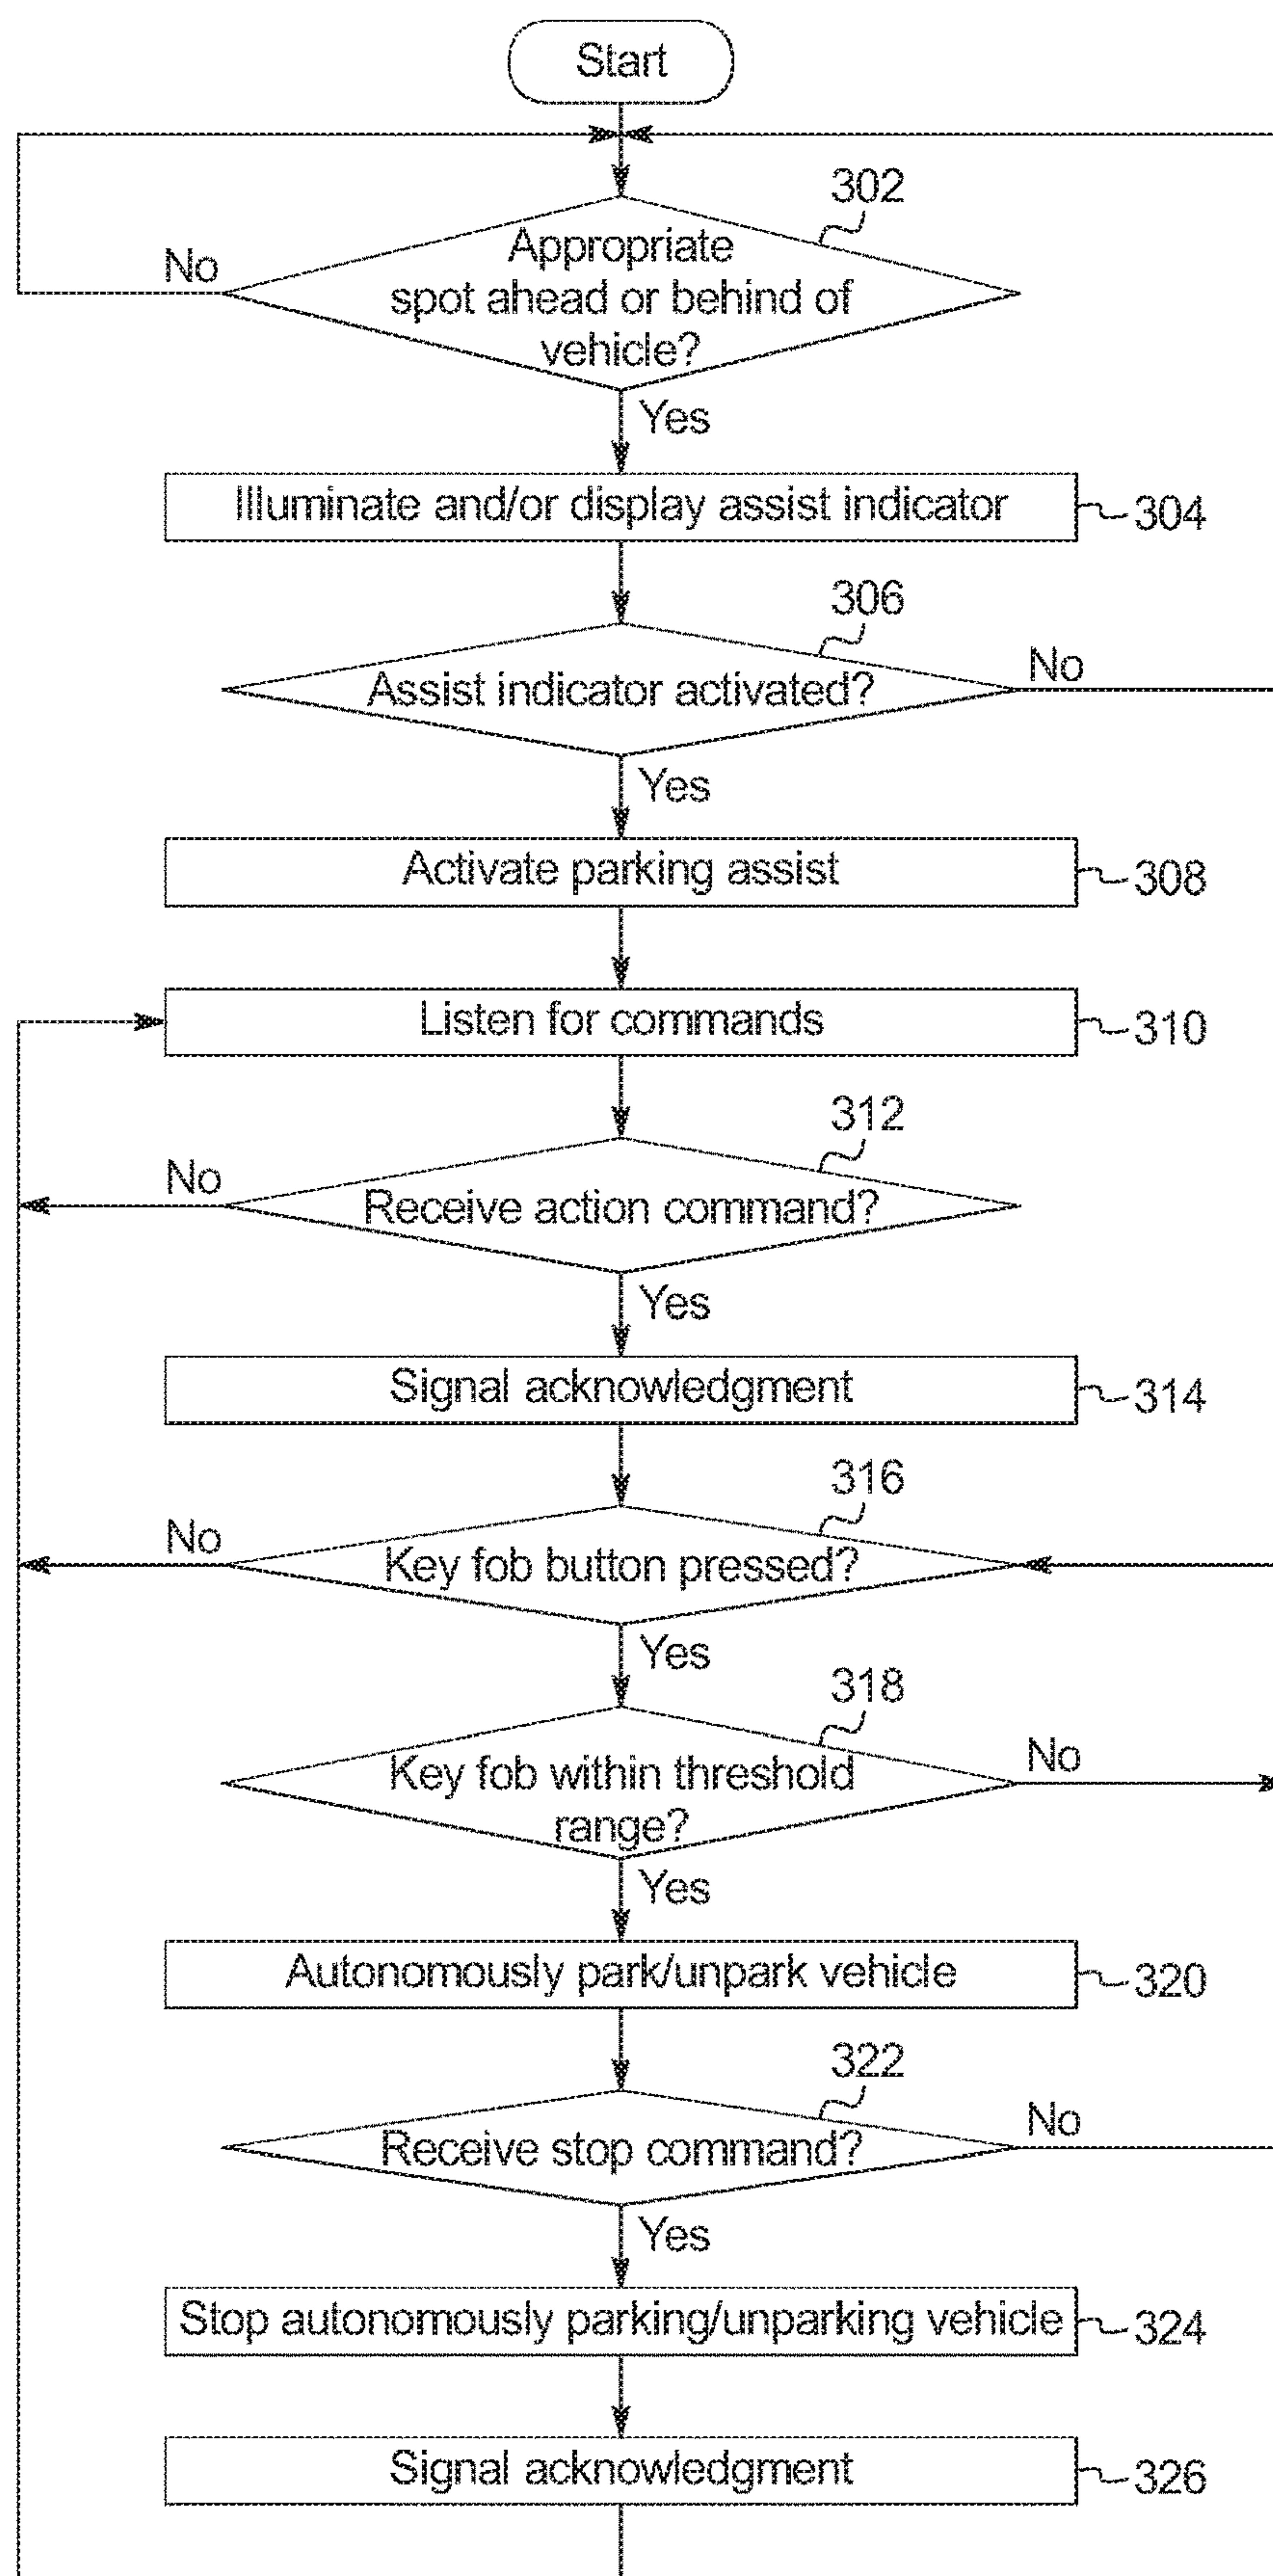 Start
302
No
Appropriate
spot ahead or behind of
vehicle?
Yes
Illuminate and/or display assist indicator
304
306
Assist indicator activated?
No
Yes
Activate parking assist
308
Listen for commands
310
312
No
Receive action command?
Yes
Signal acknowledgment
314
316
No
Key fob button pressed?
Yes
318
Key fob within threshold
range?
No
Yes
Autonomously park/unpark vehicle
320
322
Receive stop command?
No
Yes
Stop autonomously parking/unparking vehicle
324
Signal acknowledgment
326